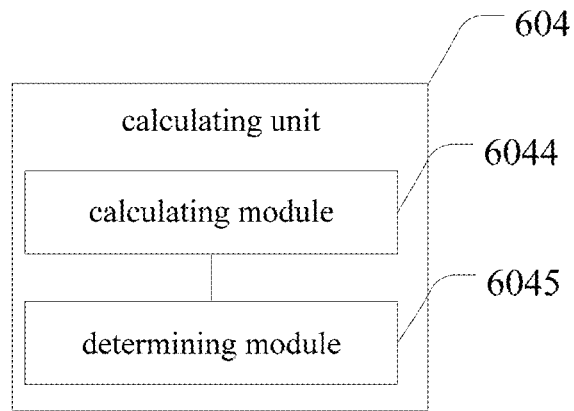 604
calculating unit
6044
calculating module
6045
determining module